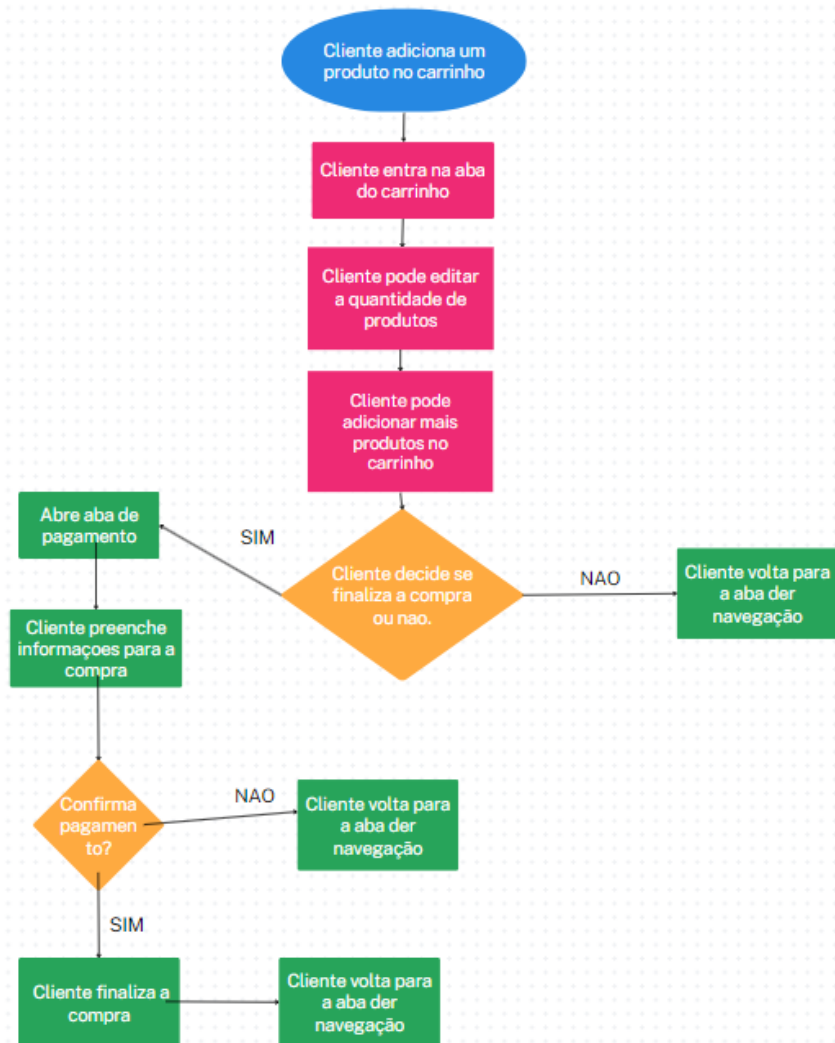 Cliente adiciona um
produto no carrinho
Cliente entra na aba
do carrinho
Cliente pode editar
a quantidade de
produtos
Cliente pode
adicionar mais
produtos no
carrinho
Abre aba de
pagamento
SIM
Cliente decide se
finaliza a compra
ou nao.
NAO
Cliente volta para
a aba der
navegação
Cliente preenche
informaçoes para a
compra
Confirma
pagamen
to?
NAO
Cliente volta para
a aba der
navegação
SIM
Cliente finaliza a
compra
Cliente volta para
a aba der
navegação